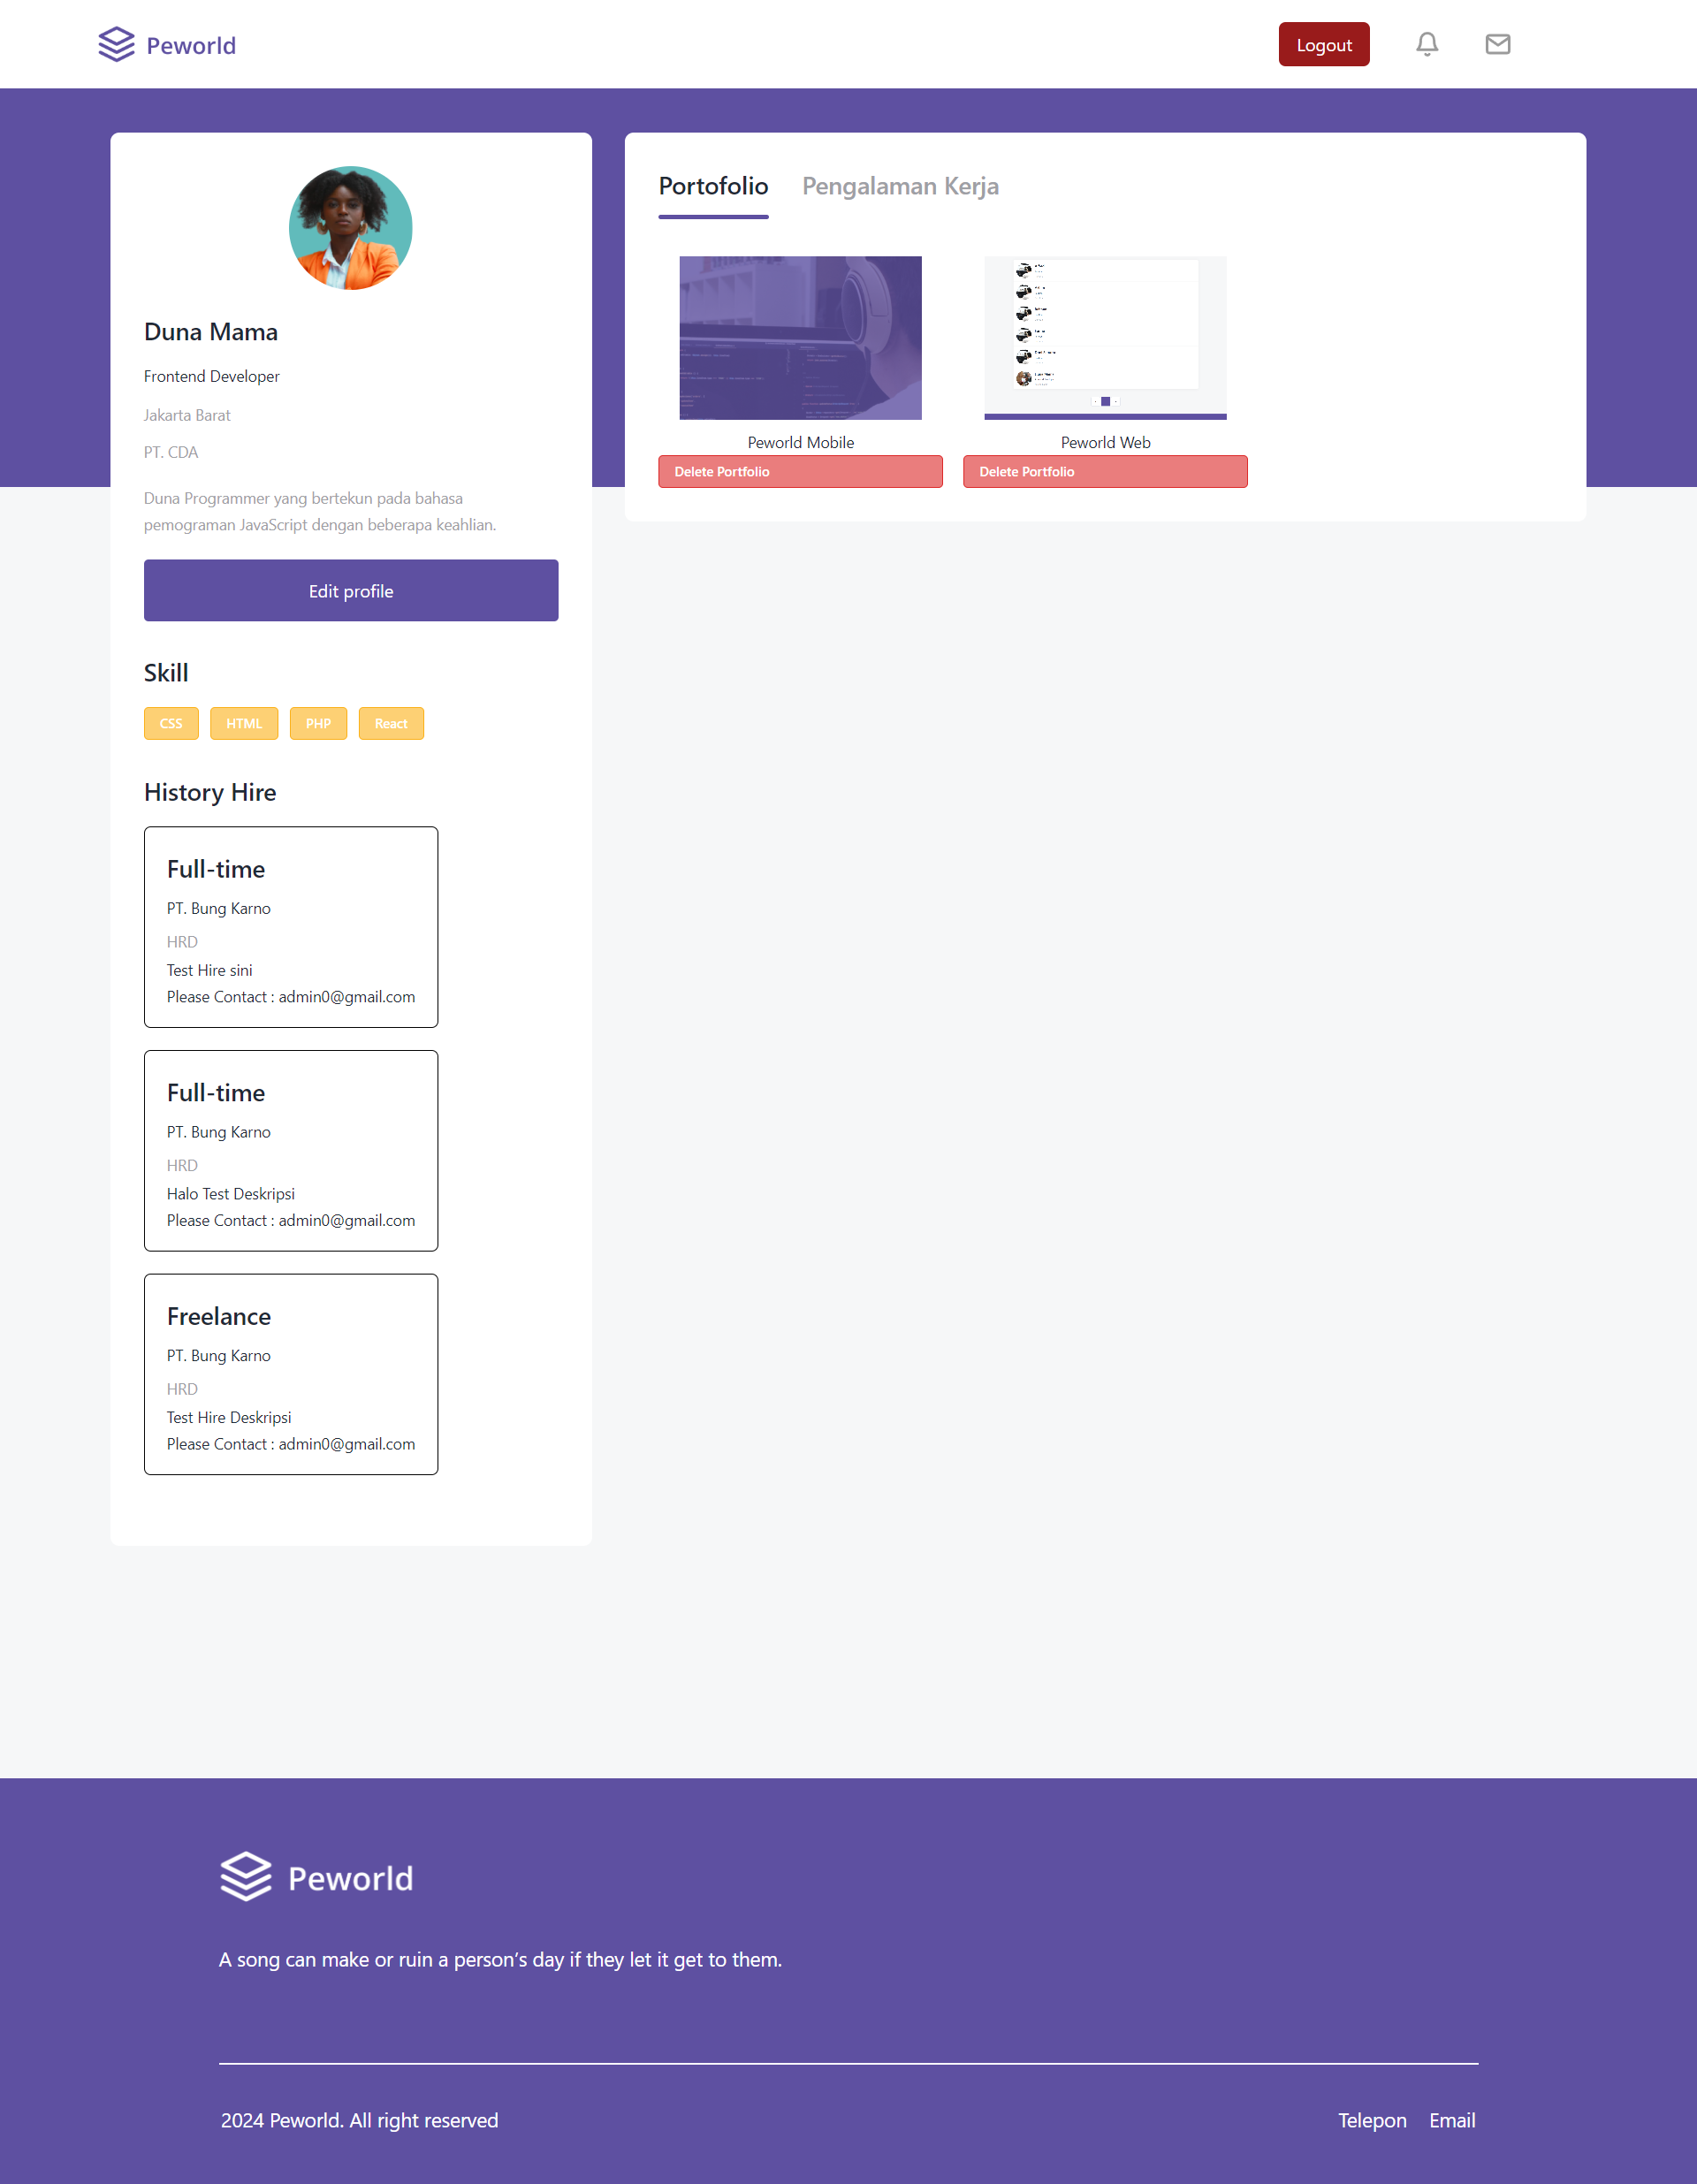 Peworld
Logout
Duna Mama
Frontend Developer
Jakarta Barat
PT. CDA
Duna Programmer yang bertekun pada bahasa
pemograman JavaScript dengan beberapa keahlian.
Edit profile
Skill
CSS HTML PHP React
History Hire
Full-time
PT. Bung Karno
HRD
Test Hire sini
Please Contact : admin0@gmail.com
Full-time
PT. Bung Karno
HRD
Halo Test Deskripsi
Please Contact : admin0@gmail.com
Freelance
PT. Bung Karno
HRD
Test Hire Deskripsi
Please Contact : admin0@gmail.com
Portofolio Pengalaman Kerja
Peworld Mobile
Delete Portfolio
Peworld Web
Delete Portfolio
Peworld
A song can make or ruin a person’s day if they let it get to them.
2024 Peworld. All right reserved
Telepon Email